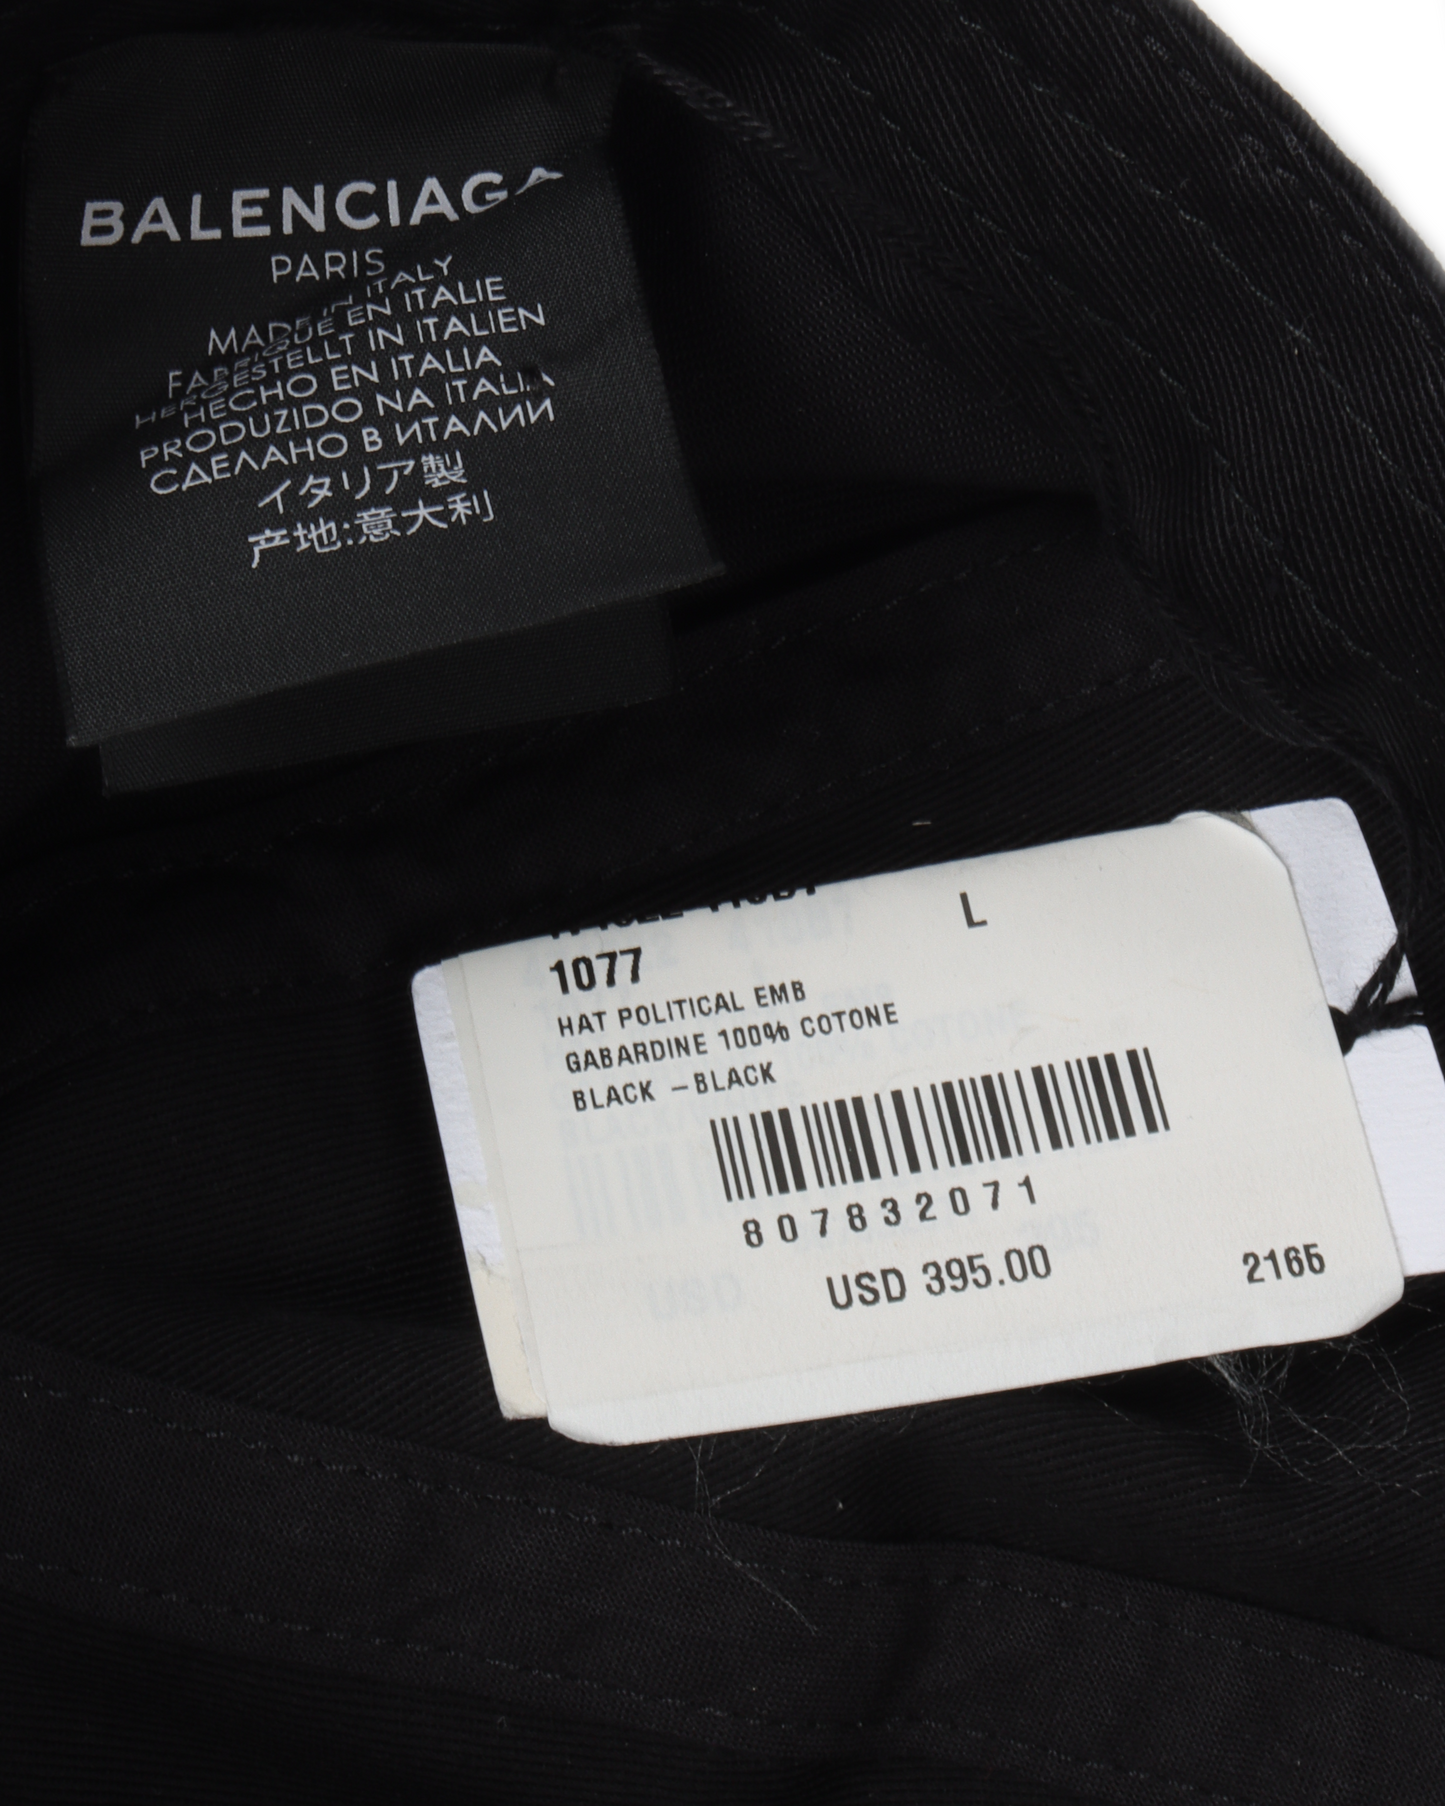 BALENCIAGA
PARIS
MADE IN ITALY
FABRIQUÉ EN ITALIE
HERGESTELLT IN ITALIEN
HECHO EN ITALIA
PRODUZIDO NA ITALIA
СДЕЛАНО В ИТАЛИИ
イタリア製
产地:意大利
L
1077
HAT POLITICAL EMB
GABARDINE 100% COTONE
BLACK -BLACK
807832071
USD 395.00 2165